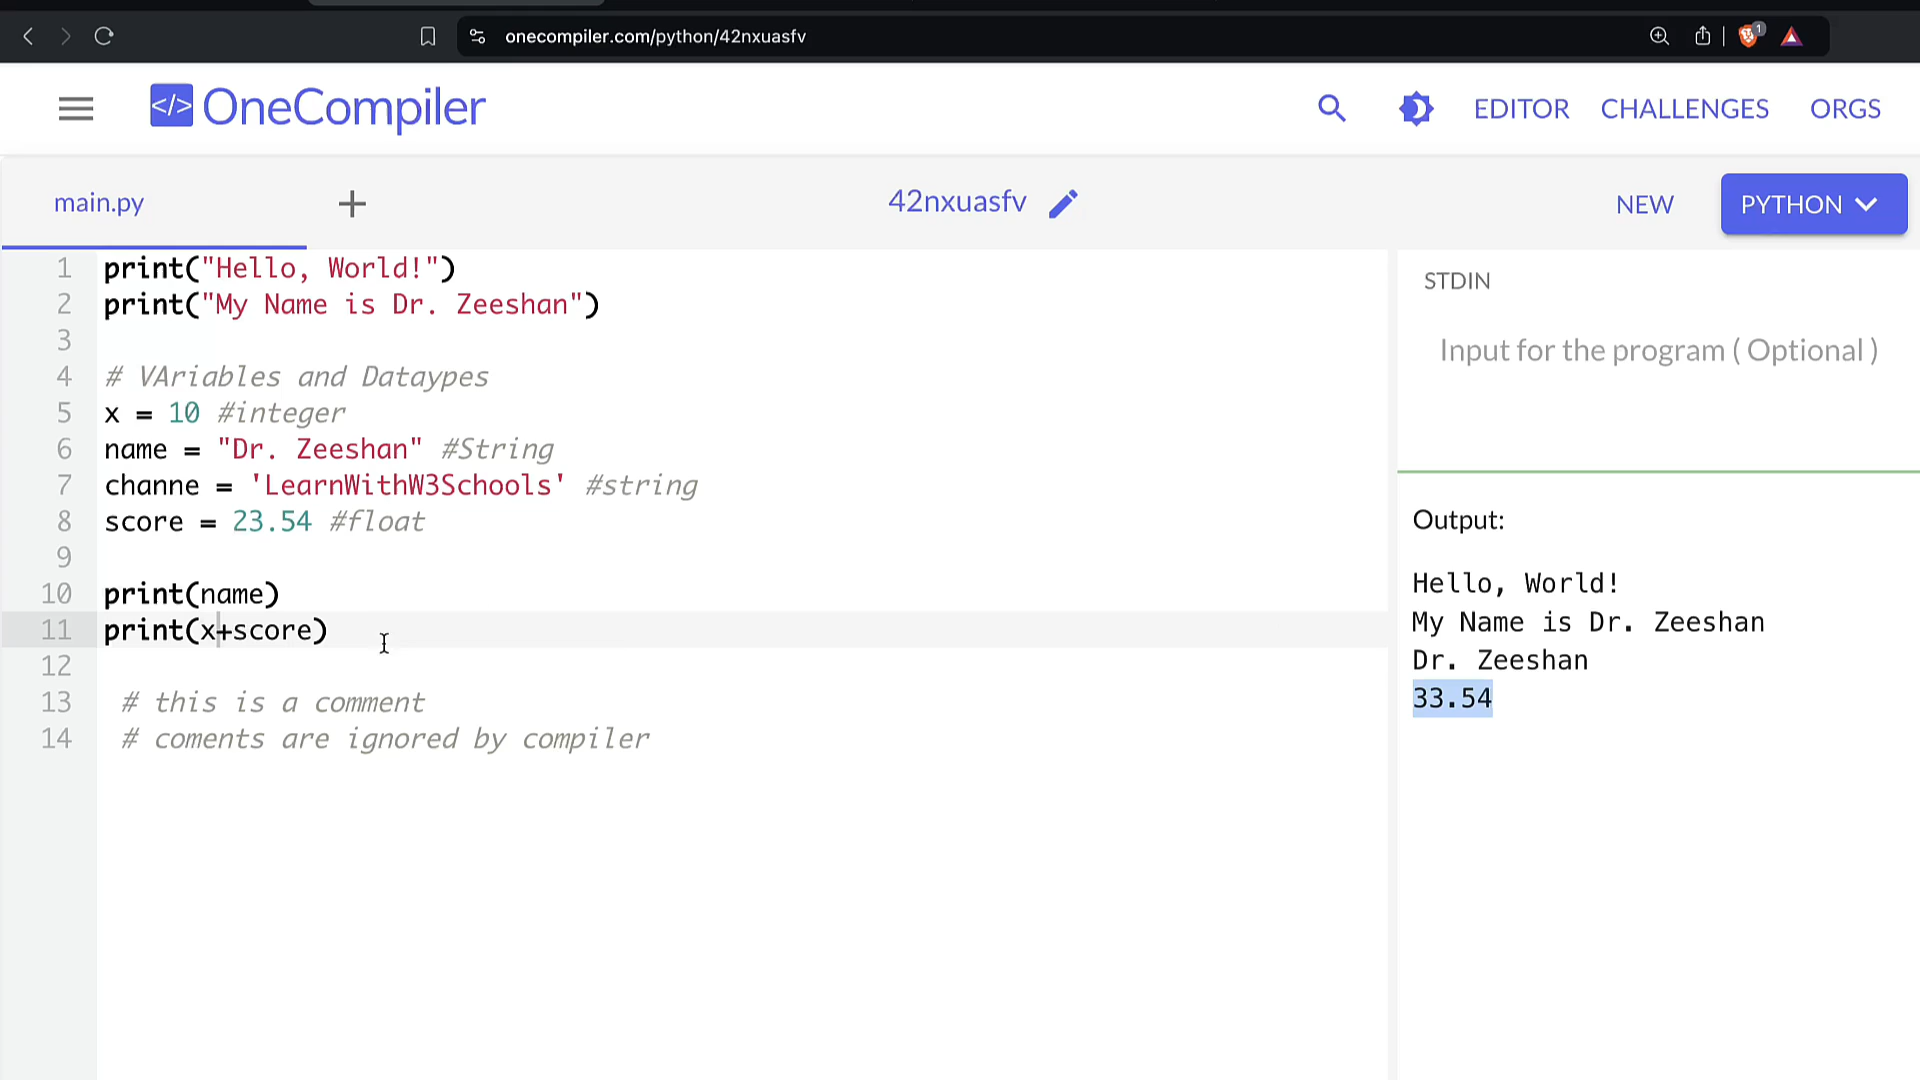 onecompiler.com/python/42nxuasfv
1
</> OneCompiler
EDITOR CHALLENGES ORGS
main.py + 42nxuasfv NEW PYTHON
1 print("Hello, World!")
2 print("My Name is Dr. Zeeshan")
3
4 # VAriables and Dataypes
5 x = 10 #integer
6 name = "Dr. Zeeshan" #String
7 channe = 'LearnWithW3Schools' #string
8 score = 23.54 #float
9
10 print(name)
11 print(x+score)
12
13 # this is a comment
14 # coments are ignored by compiler
STDIN
Input for the program ( Optional )
Output:
Hello, World!
My Name is Dr. Zeeshan
Dr. Zeeshan
33.54